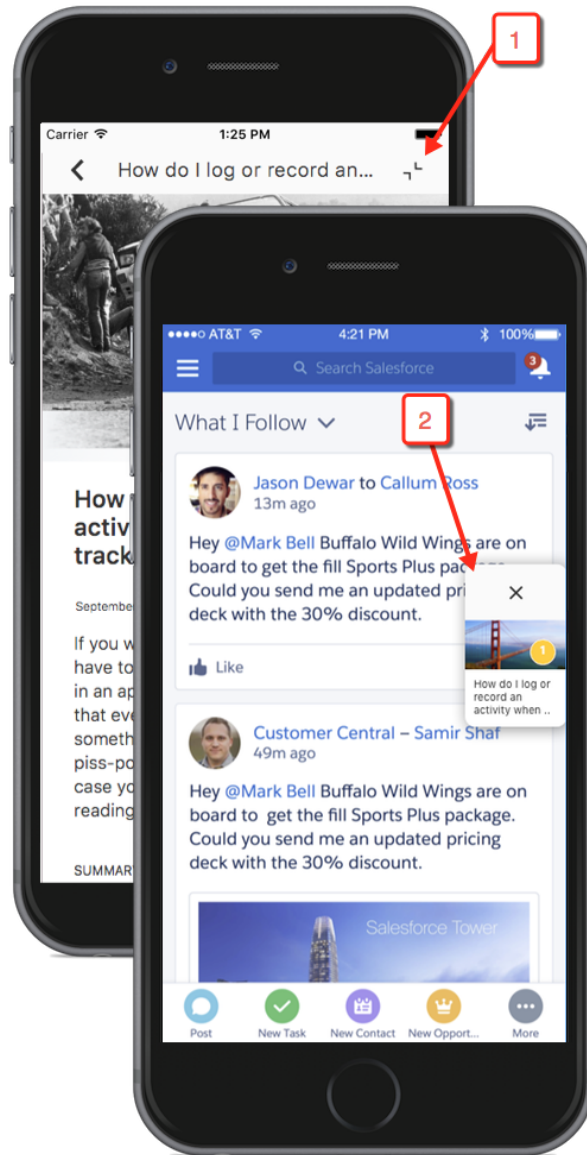 1
Carrier 1:25 PM
How do I log or record an...
How
activ
track
September
If you w
have to
in an ap
that eve
someth
piss-po
case yo
reading
SUMMAR
AT&T 4:21 PM 100%
Search Salesforce 3
What I Follow
2
Jason Dewar to Callum Ross
13m ago
Hey @Mark Bell Buffalo Wild Wings are on
board to get the fill Sports Plus package.
Could you send me an updated pri
deck with the 30% discount.
Like
1
How do I log or
record an
activity when ..
Customer Central – Samir Shaf
49m ago
Hey @Mark Bell Buffalo Wild Wings are on
board to get the fill Sports Plus package.
Could you send me an updated pricing
deck with the 30% discount.
Salesforce Tower
Post New Task New Contact New Opport... More